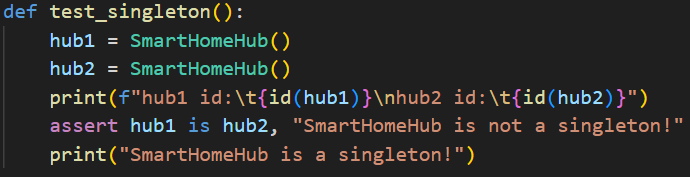 def test_singleton():
    hub1 = SmartHomeHub()
    hub2 = SmartHomeHub()
    print(f"hub1 id:\t{id(hub1)}\nhub2 id:\t{id(hub2)}")
    assert hub1 is hub2, "SmartHomeHub is not a singleton!"
    print("SmartHomeHub is a singleton!")